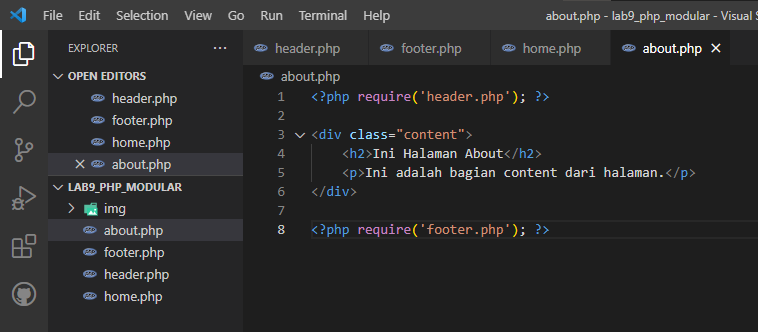 File Edit Selection View Go Run Terminal Help about.php - lab9_php_modular - Visual S
EXPLORER ···
header.php footer.php home.php about.php
OPEN EDITORS
header.php
footer.php
home.php
about.php
LAB9_PHP_MODULAR
img
about.php
footer.php
header.php
home.php
about.php
1 <?php require('header.php'); ?>
2
3 <div class="content">
4 <h2>Ini Halaman About</h2>
5 <p>Ini adalah bagian content dari halaman.</p>
6 </div>
7
8 <?php require('footer.php'); ?>